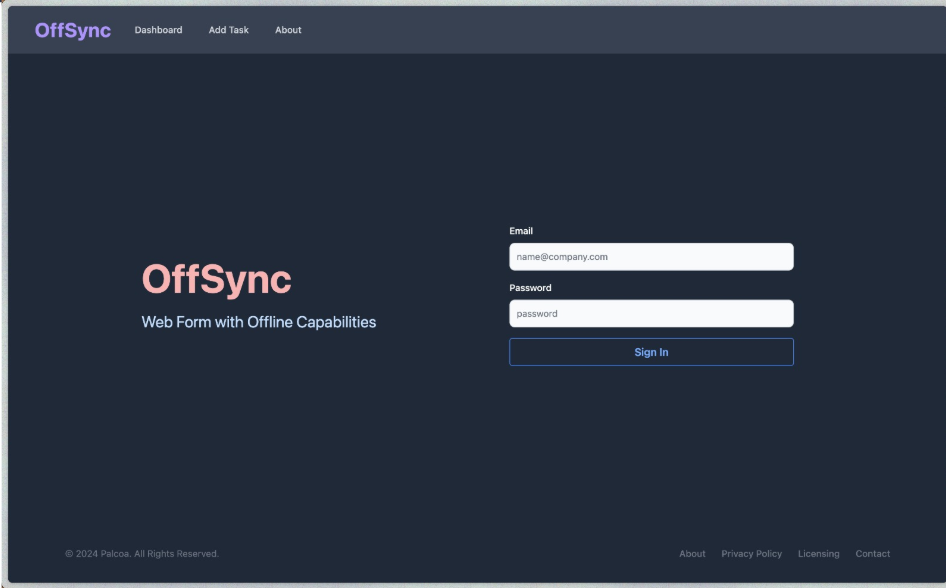 OffSync Dashboard Add Task About
OffSync
Web Form with Offline Capabilities
Email
name@company.com
Password
password
Sign In
© 2024 Palcoa. All Rights Reserved.
About Privacy Policy Licensing Contact